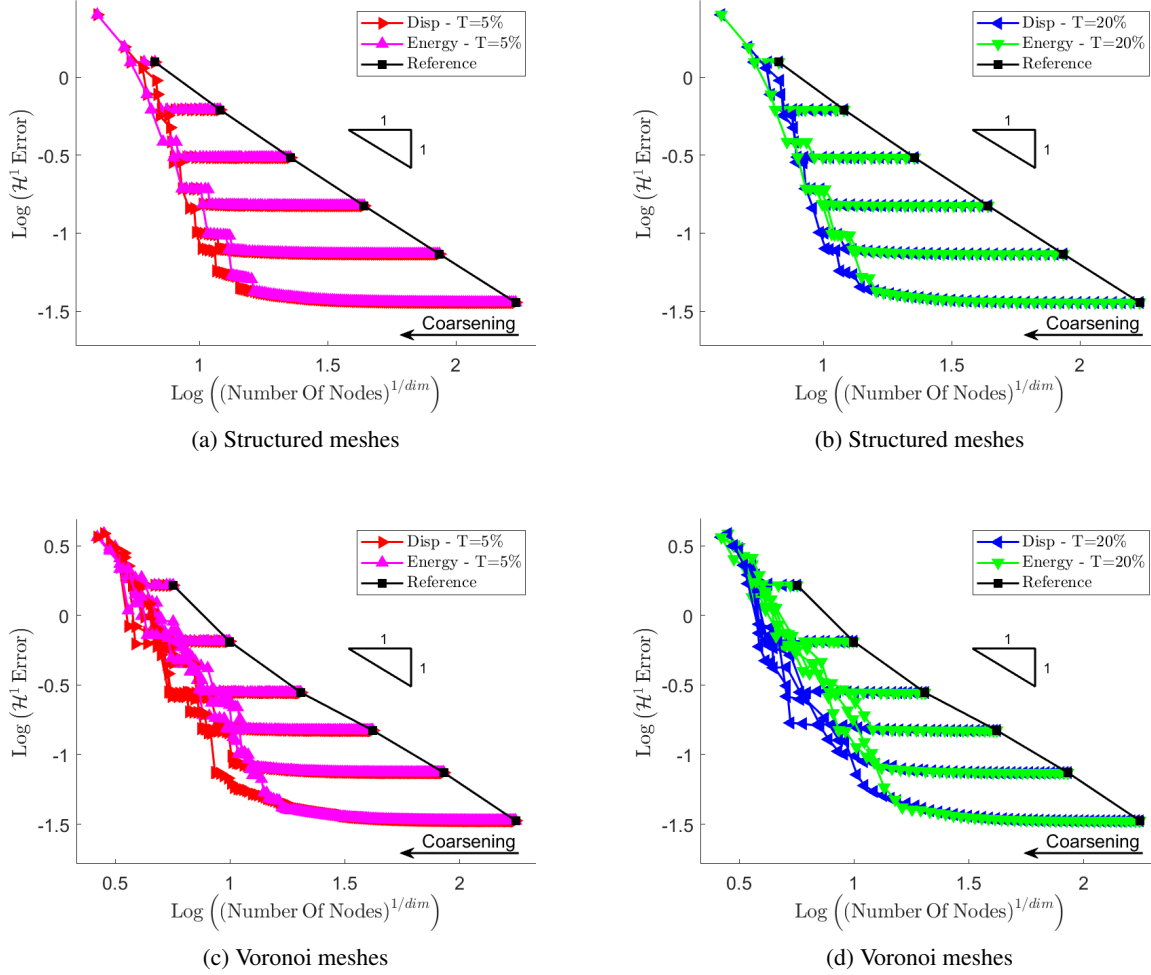 Disp - T=5%
Energy - T=5%
Reference
0
-0.5
-1
-1.5
1
1.5
2
1
1
Coarsening
Log (ℋ¹ Error)
Log ((Number Of Nodes)^{1/dim})
(a) Structured meshes
Disp - T=20%
Energy - T=20%
Reference
0
-0.5
-1
-1.5
1
1.5
2
1
1
Coarsening
Log (ℋ¹ Error)
Log ((Number Of Nodes)^{1/dim})
(b) Structured meshes
Disp - T=5%
Energy - T=5%
Reference
0.5
0
-0.5
-1
-1.5
0.5
1
1.5
2
1
1
Coarsening
Log (ℋ¹ Error)
Log ((Number Of Nodes)^{1/dim})
(c) Voronoi meshes
Disp - T=20%
Energy - T=20%
Reference
0.5
0
-0.5
-1
-1.5
0.5
1
1.5
2
1
1
Coarsening
Log (ℋ¹ Error)
Log ((Number Of Nodes)^{1/dim})
(d) Voronoi meshes